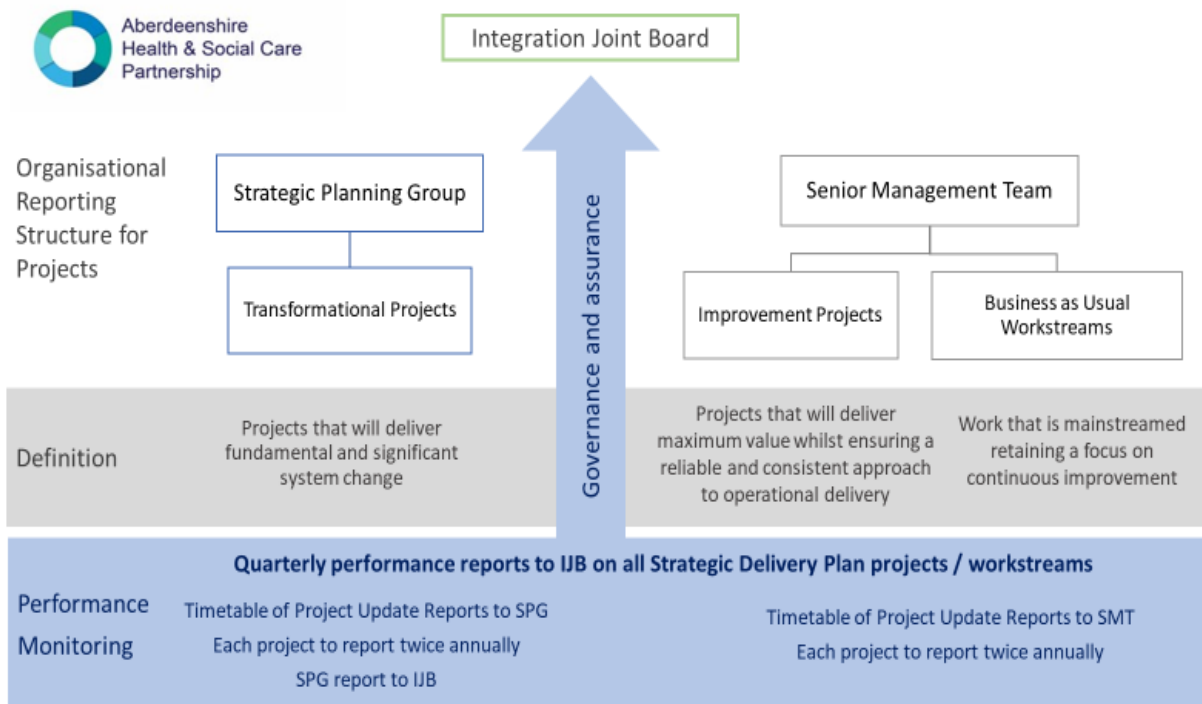 Aberdeenshire
Health & Social Care
Partnership
Integration Joint Board
Organisational
Reporting
Structure for
Projects
Strategic Planning Group
Transformational Projects
Governance and assurance
Senior Management Team
Improvement Projects
Business as Usual
Workstreams
Definition
Projects that will deliver
fundamental and significant
system change
Projects that will deliver
maximum value whilst ensuring a
reliable and consistent approach
to operational delivery
Work that is mainstreamed
retaining a focus on
continuous improvement
Quarterly performance reports to IJB on all Strategic Delivery Plan projects / workstreams
Performance
Monitoring
Timetable of Project Update Reports to SPG
Each project to report twice annually
SPG report to IJB
Timetable of Project Update Reports to SMT
Each project to report twice annually